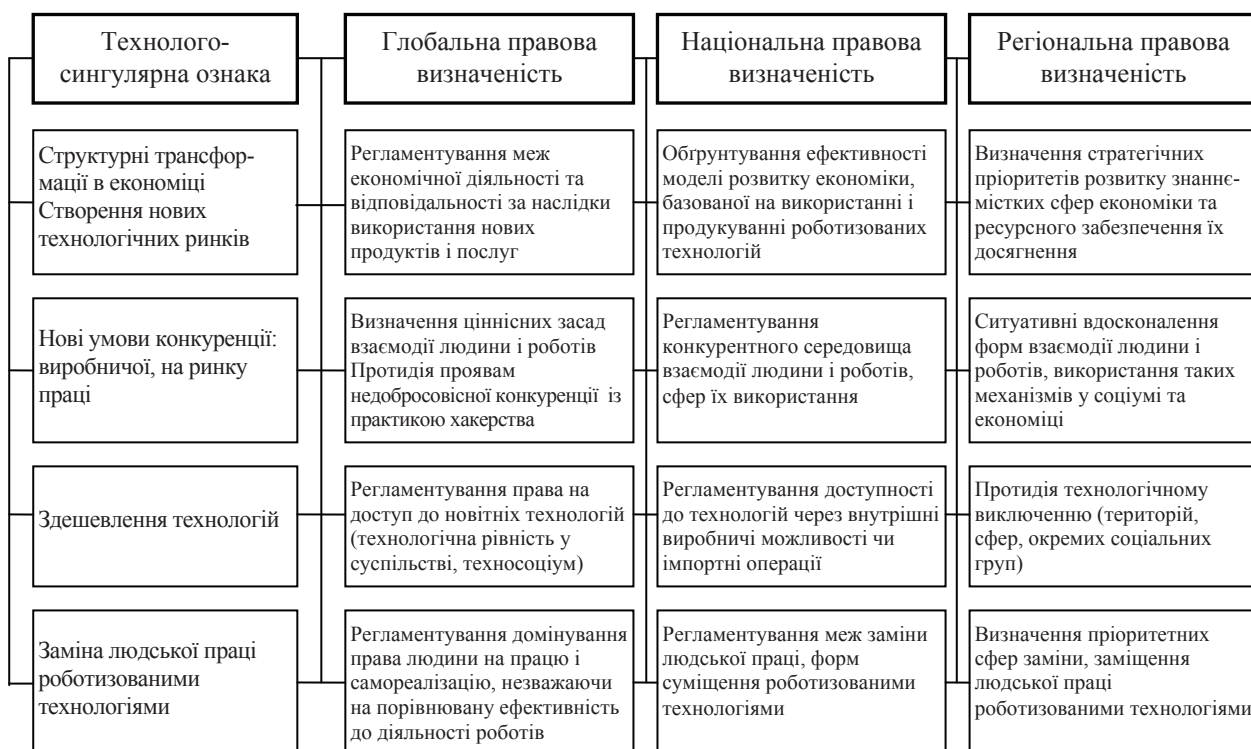 Технолого-
сингулярна ознака
Глобальна правова
визначеність
Національна правова
визначеність
Регіональна правова
визначеність
Структурні трансфор-
мації в економіці
Створення нових
технологічних ринків
Регламентування меж
економічної діяльності та
відповідальності за наслідки
використання нових
продуктів і послуг
Обґрунтування ефективності
моделі розвитку економіки,
базованої на використанні і
продукуванні роботизованих
технологій
Визначення стратегічних
пріоритетів розвитку знаннє-
містких сфер економіки та
ресурсного забезпечення їх
досягнення
Нові умови конкуренції:
виробничої, на ринку
праці
Визначення ціннісних засад
взаємодії людини і роботів
Протидія проявам
недобросовісної конкуренції із
практикою хакерства
Регламентування
конкурентного середовища
взаємодії людини і роботів,
сфер їх використання
Ситуативні вдосконалення
форм взаємодії людини і
роботів, використання таких
механізмів у соціумі та
економіці
Здешевлення технологій
Регламентування права на
доступ до новітніх технологій
(технологічна рівність у
суспільстві, техносоціум)
Регламентування доступності
до технологій через внутрішні
виробничі можливості чи
імпортні операції
Протидія технологічному
виключенню (територій,
сфер, окремих соціальних
груп)
Заміна людської праці
роботизованими
технологіями
Регламентування домінування
права людини на працю і
самореалізацію, незважаючи
на порівнювану ефективність
до діяльності роботів
Регламентування меж заміни
людської праці, форм
суміщення роботизованими
технологіями
Визначення пріоритетних
сфер заміни, заміщення
людської праці
роботизованими технологіями